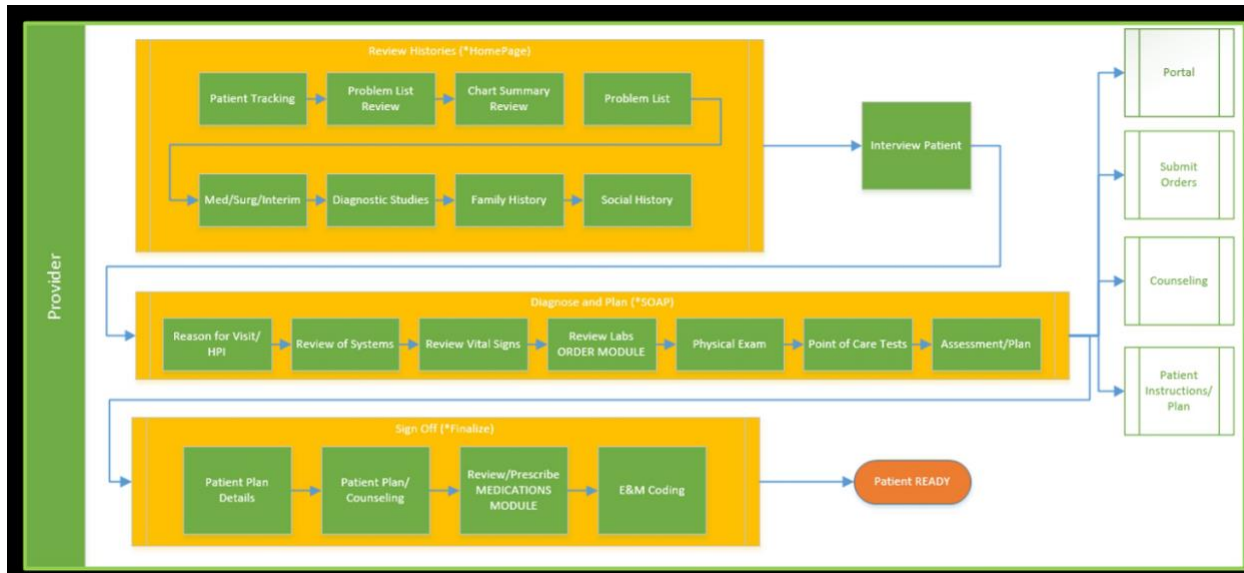 Provider
Review Histories (*HomePage)
Patient Tracking
Problem List
Review
Chart Summary
Review
Problem List
Med/Surg/Interim
Diagnostic Studies
Family History
Social History
Interview Patient
Portal
Submit
Orders
Counseling
Patient
Instructions/
Plan
Diagnose and Plan (*SOAP)
Reason for Visit/
HPI
Review of Systems
Review Vital Signs
Review Labs
ORDER MODULE
Physical Exam
Point of Care Tests
Assessment/Plan
Sign Off (*Finalize)
Patient Plan
Details
Patient Plan/
Counseling
Review/Prescribe
MEDICATIONS
MODULE
E&M Coding
Patient READY